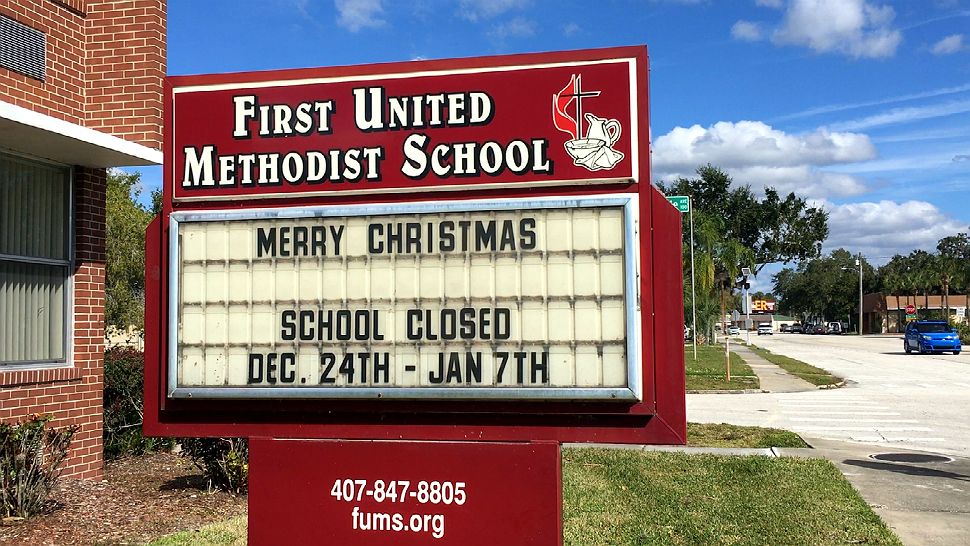 First United
Methodist School
MERRY CHRISTMAS
SCHOOL CLOSED
DEC. 24TH - JAN 7TH
407-847-8805
fums.org